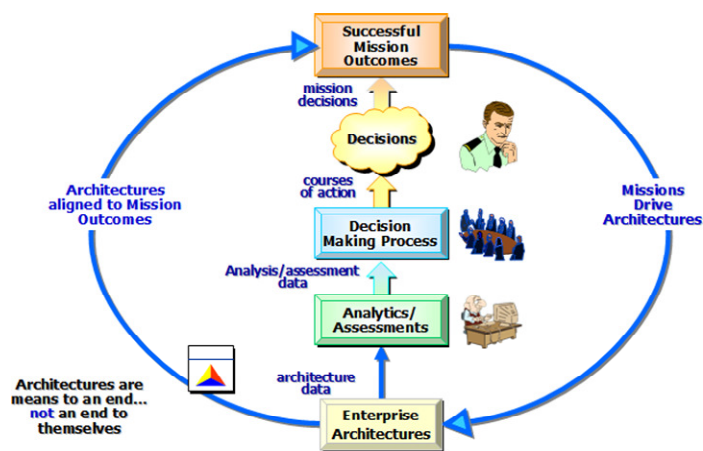 Successful
Mission
Outcomes
mission
decisions
Decisions
courses
of action
Architectures
aligned to Mission
Outcomes
Missions
Drive
Architectures
Decision
Making Process
Analysis/assessment
data
Analytics/
Assessments
architecture
data
Architectures are
means to an end...
not an end to
themselves
Enterprise
Architectures